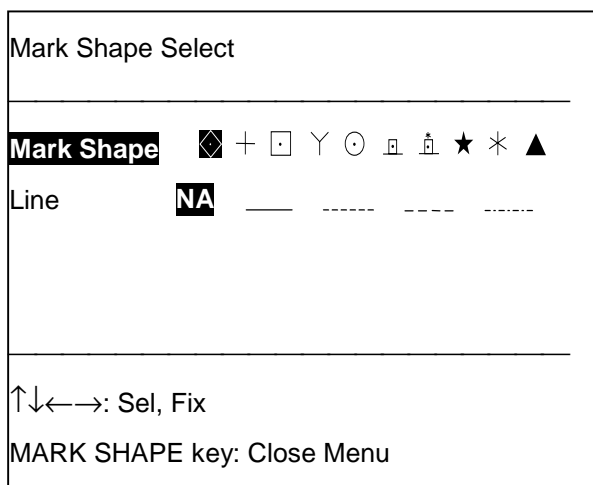 Mark Shape Select
Mark Shape
Line NA
↑↓←→: Sel, Fix
MARK SHAPE key: Close Menu